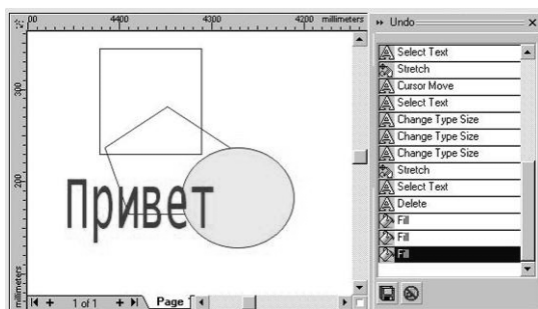 00 4400 4300 4200 millimeters
300
200
millimeters
Привет
1 of 1 Page
Undo
Select Text
Stretch
Cursor Move
Select Text
Change Type Size
Change Type Size
Change Type Size
Stretch
Select Text
Delete
Fill
Fill
Fill